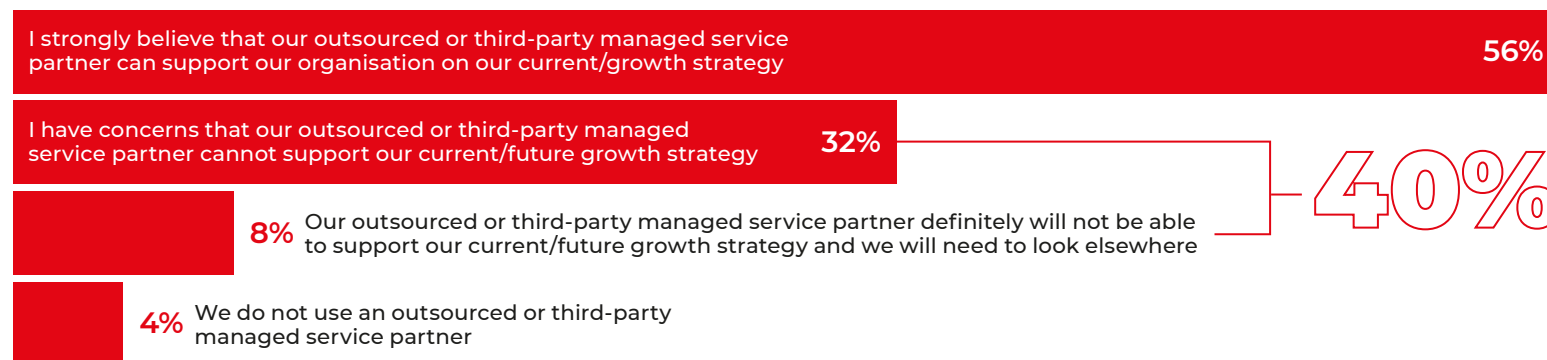 I strongly believe that our outsourced or third-party managed service
partner can support our organisation on our current/growth strategy
56%
I have concerns that our outsourced or third-party managed
service partner cannot support our current/future growth strategy
32%
40%
8%
Our outsourced or third-party managed service partner definitely will not be able
to support our current/future growth strategy and we will need to look elsewhere
4%
We do not use an outsourced or third-party
managed service partner